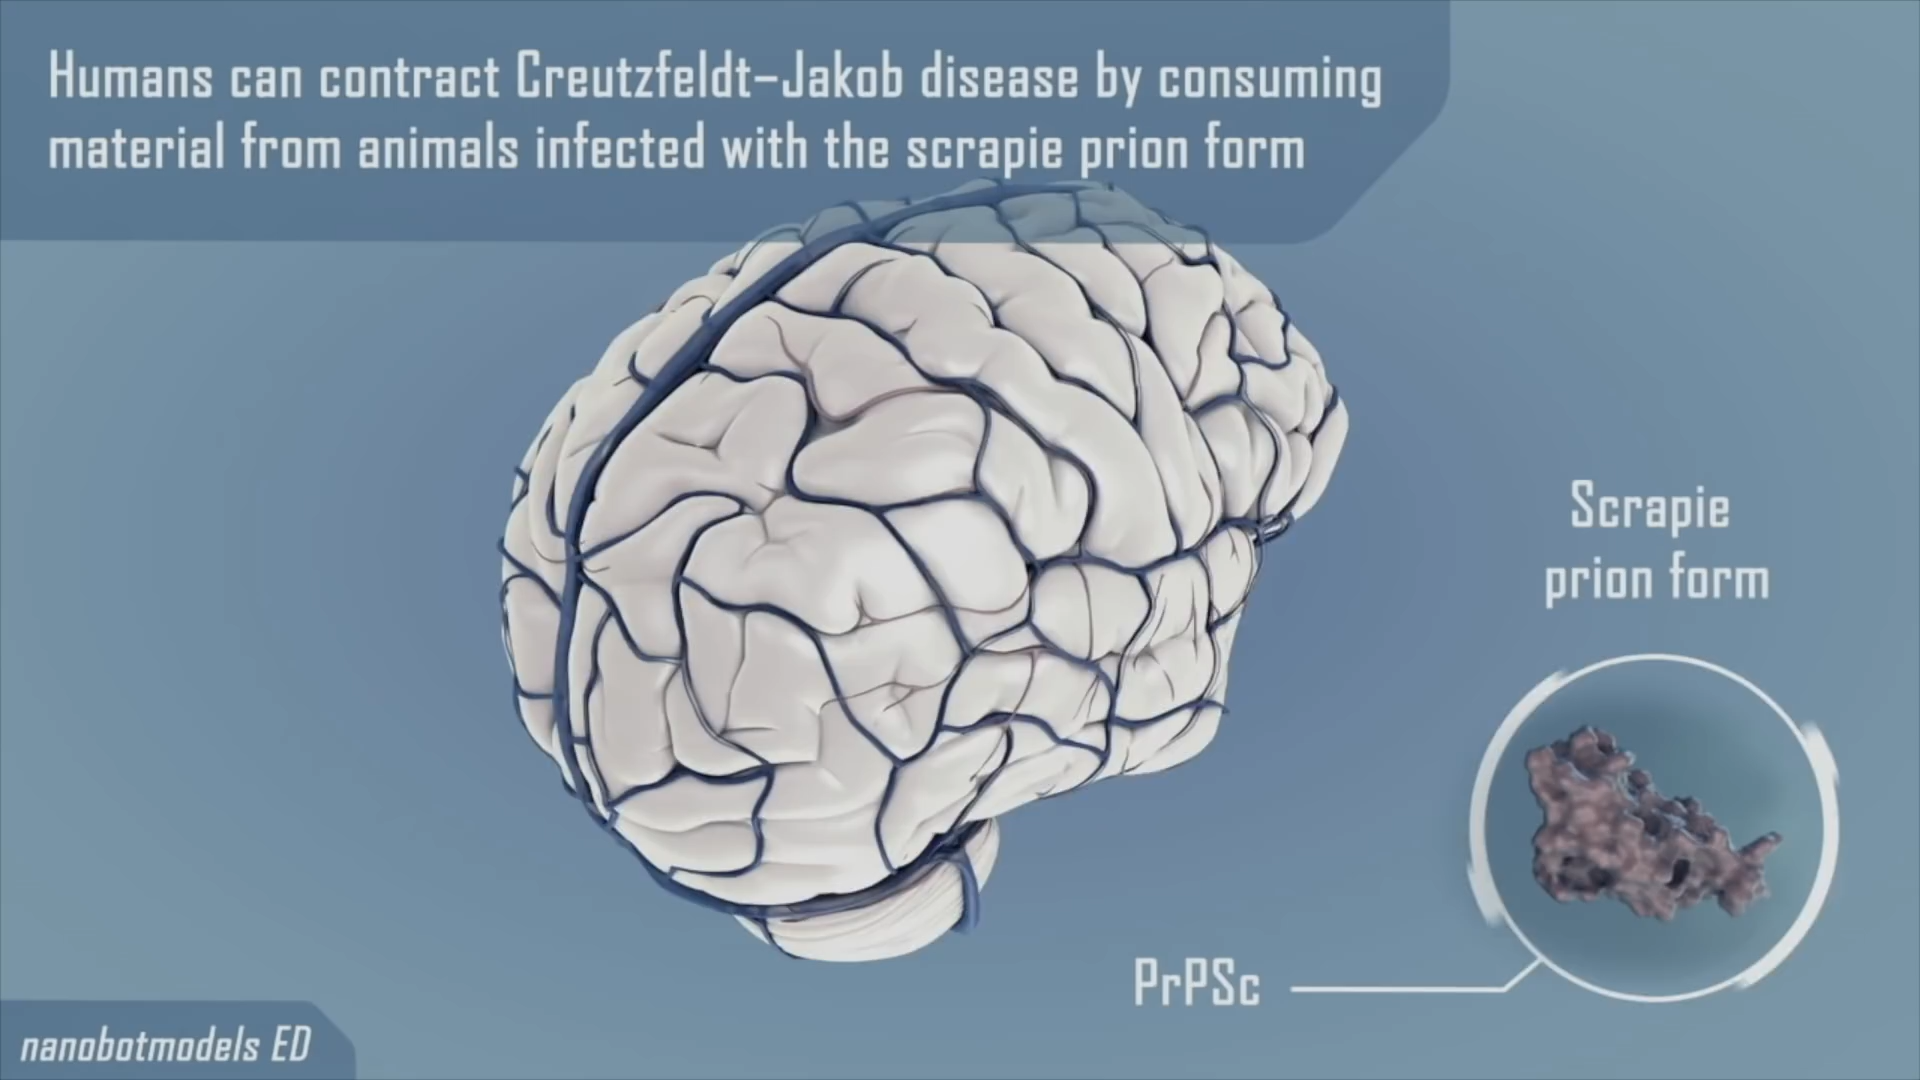 Humans can contract Creutzfeldt–Jakob disease by consuming
material from animals infected with the scrapie prion form
Scrapie
prion form
PrPSc
nanobotmodels ED